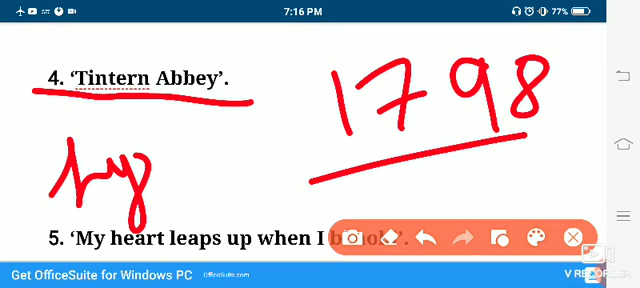 7:16 PM 77%
4. ‘Tintern Abbey’.
1798
by
5. ‘My heart leaps up when I
Get OfficeSuite for Windows PC OfficeSuite.com
V RECORDER